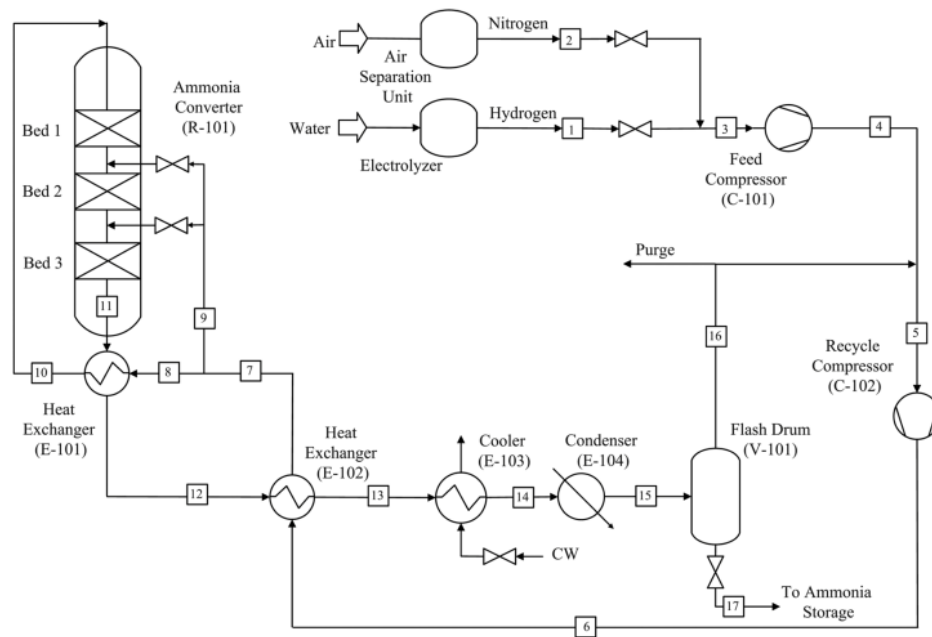 Air
Nitrogen
2
Air
Separation
Unit
Water
Hydrogen
1
Electrolyzer
3
4
Feed
Compressor
(C-101)
Ammonia
Converter
(R-101)
Bed 1
Bed 2
Bed 3
11
9
10
8
7
Heat
Exchanger
(E-101)
Purge
16
5
Recycle
Compressor
(C-102)
Heat
Exchanger
(E-102)
Cooler
(E-103)
Condenser
(E-104)
Flash Drum
(V-101)
12
13
14
15
CW
17
To Ammonia
Storage
6